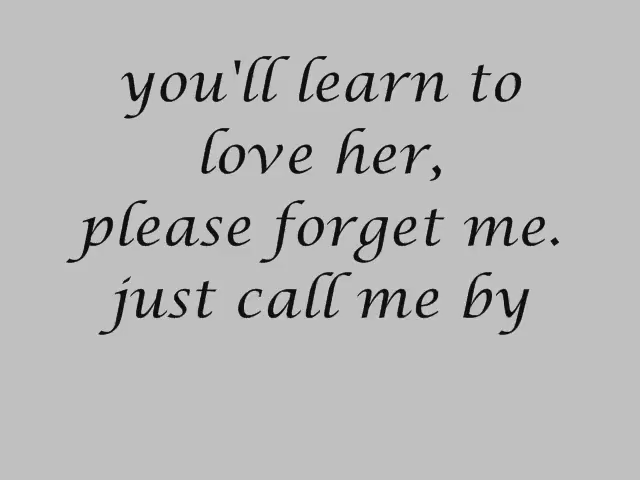 you'll learn to
love her,
please forget me.
just call me by